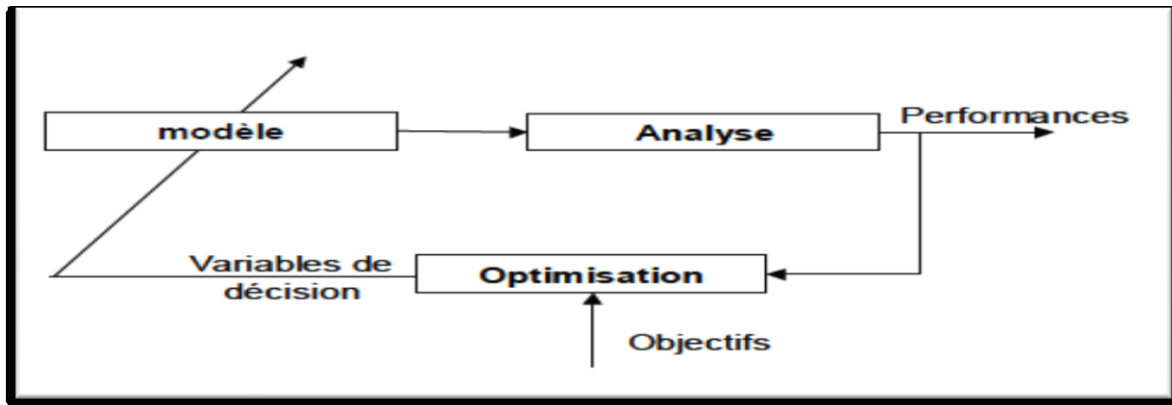 Performances
modèle
Analyse
Variables de
décision
Optimisation
Objectifs